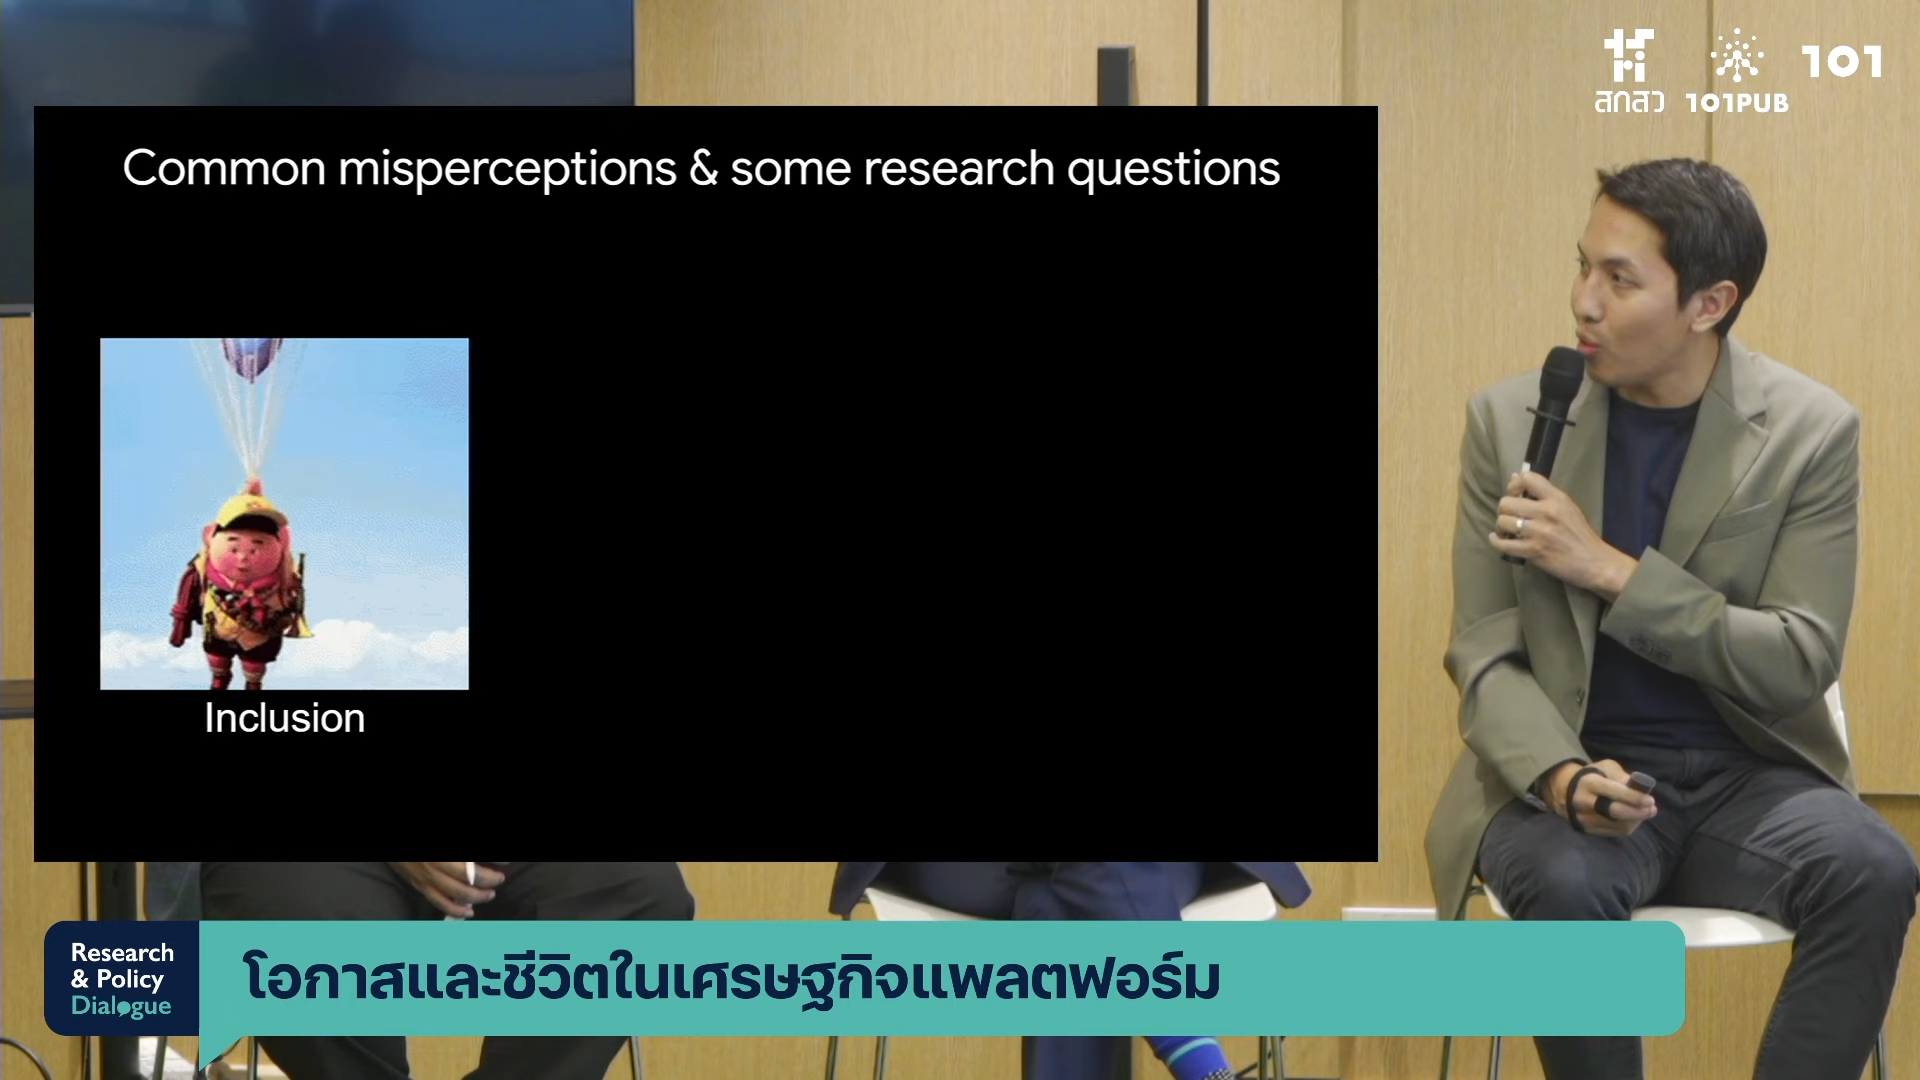 สกสว
101PUB
101
Common misperceptions & some research questions
Inclusion
Research
& Policy
Dialogue
โอกาสและชีวิตในเศรษฐกิจแพลตฟอร์ม